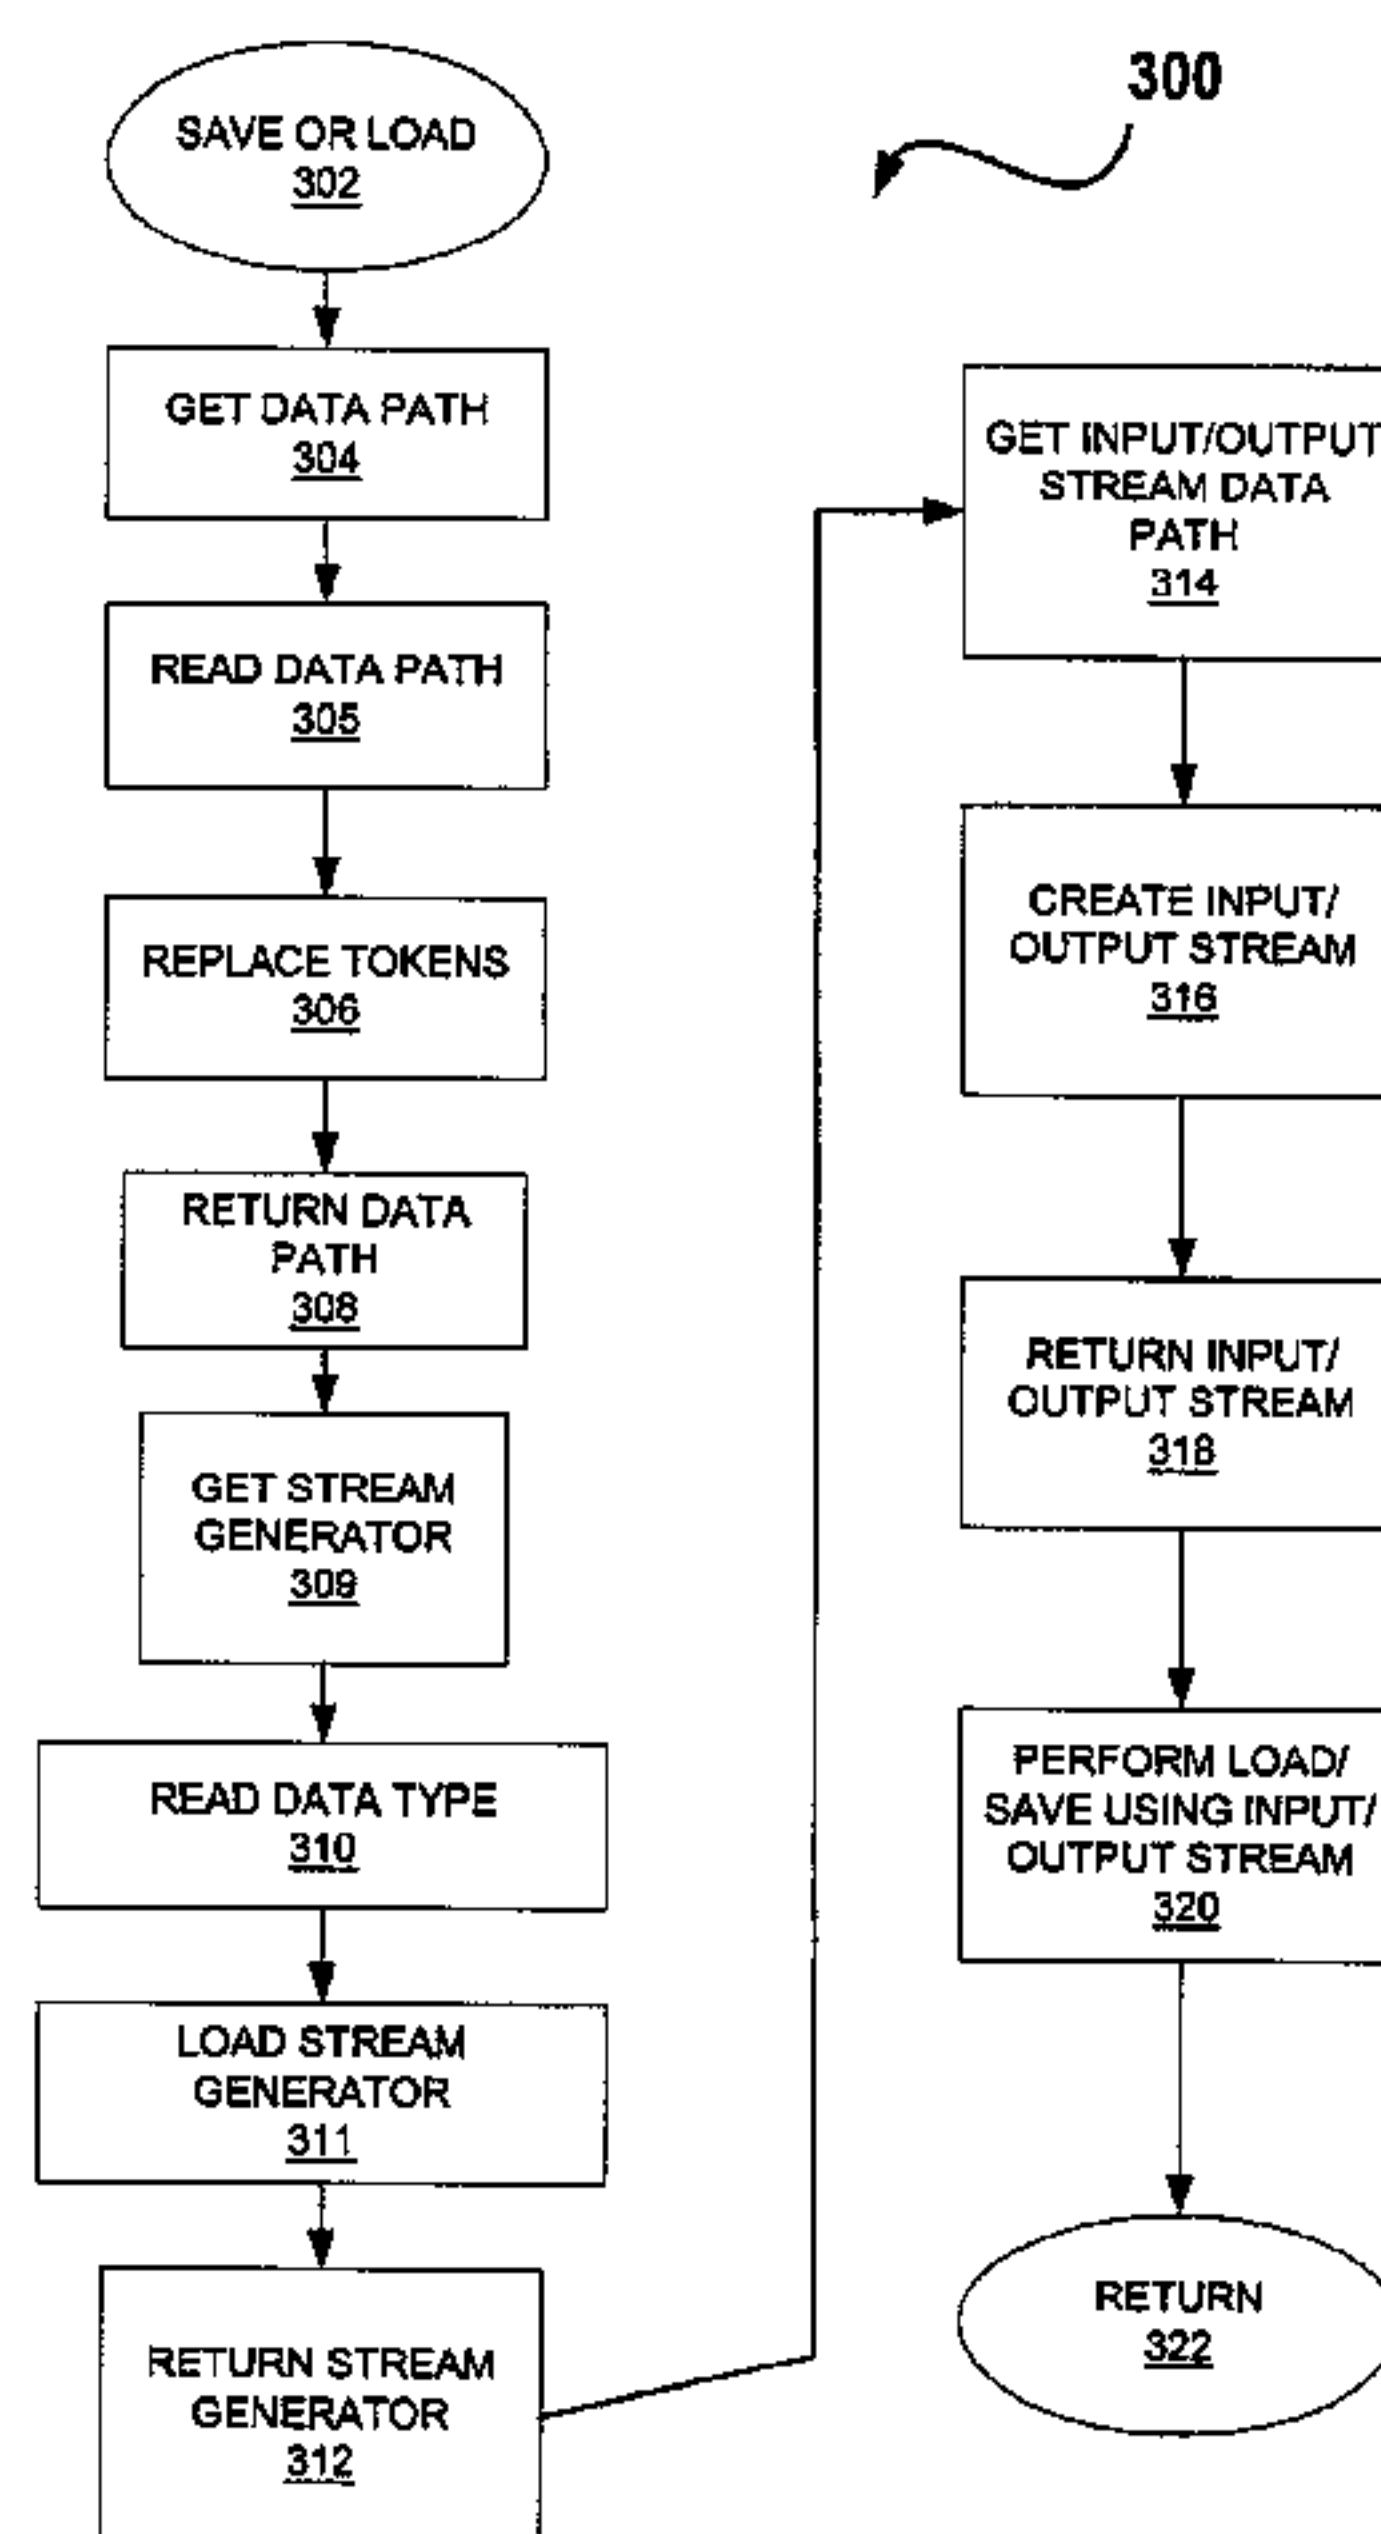 300
SAVE OR LOAD
302
GET DATA PATH
304
READ DATA PATH
305
REPLACE TOKENS
306
RETURN DATA
PATH
308
GET STREAM
GENERATOR
309
READ DATA TYPE
310
LOAD STREAM
GENERATOR
311
RETURN STREAM
GENERATOR
312
GET INPUT/OUTPUT
STREAM DATA
PATH
314
CREATE INPUT/
OUTPUT STREAM
316
RETURN INPUT/
OUTPUT STREAM
318
PERFORM LOAD/
SAVE USING INPUT/
OUTPUT STREAM
320
RETURN
322